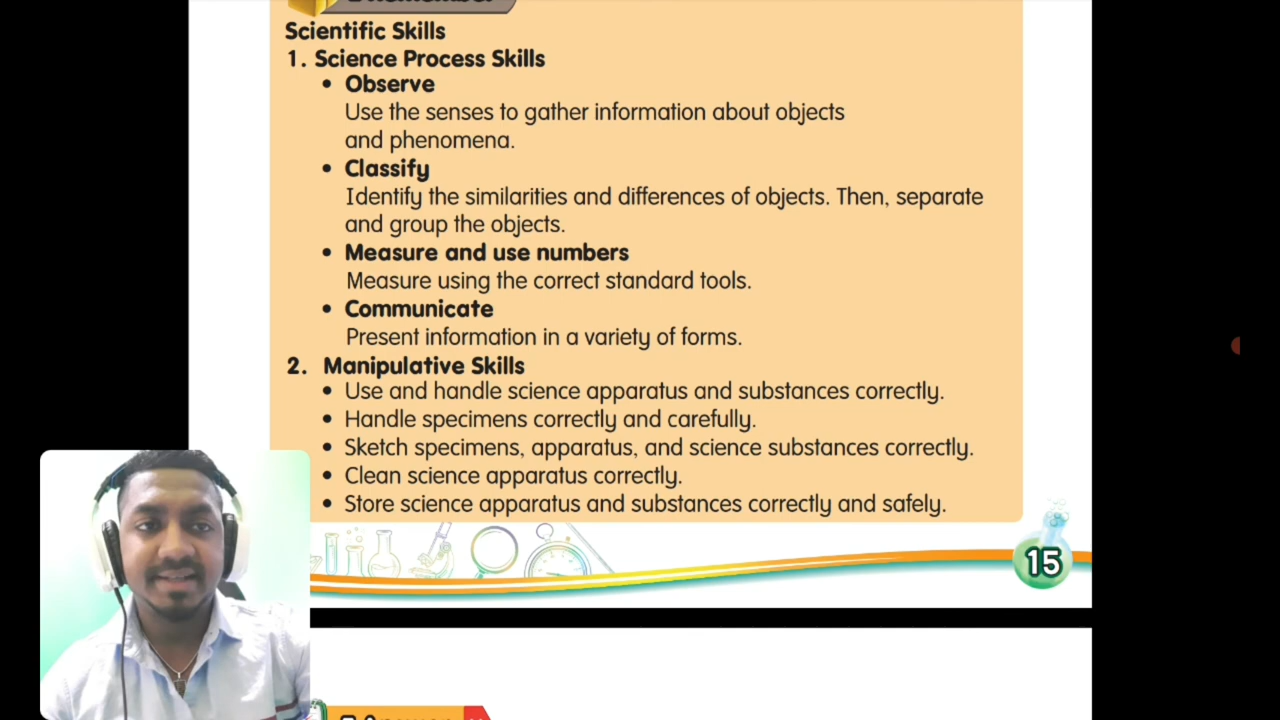 Scientific Skills
1. Science Process Skills
• Observe
Use the senses to gather information about objects
and phenomena.
• Classify
Identify the similarities and differences of objects. Then, separate
and group the objects.
• Measure and use numbers
Measure using the correct standard tools.
• Communicate
Present information in a variety of forms.
2. Manipulative Skills
• Use and handle science apparatus and substances correctly.
• Handle specimens correctly and carefully.
• Sketch specimens, apparatus, and science substances correctly.
• Clean science apparatus correctly.
• Store science apparatus and substances correctly and safely.
15